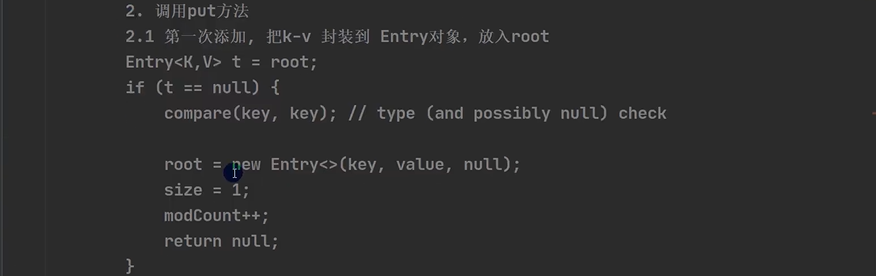 2. 调用put方法
2.1 第一次添加, 把k-v 封装到 Entry对象，放入root
Entry<K,V> t = root;
if (t == null) {
compare(key, key); // type (and possibly null) check
root = new Entry<>(key, value, null);
size = 1;
modCount++;
return null;
}